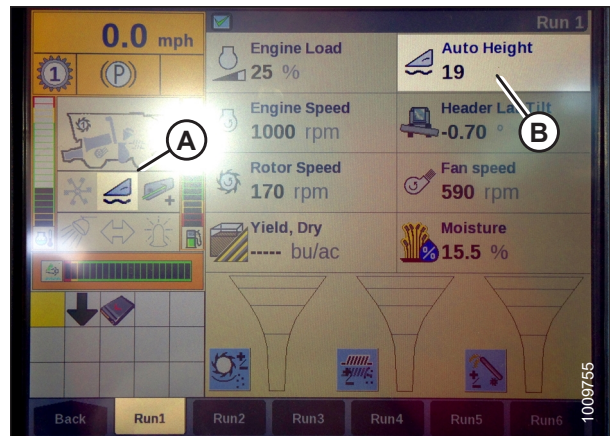 0.0 mph
Run 1
1
(P)
Engine Load
25 %
Auto Height
19
Engine Speed
1000 rpm
Header Lat Tilt
-0.70 °
Rotor Speed
170 rpm
Fan speed
590 rpm
Yield, Dry
----- bu/ac
Moisture
15.5 %
A
B
Back
Run1
Run2
Run3
Run4
Run5
Run6
1009755